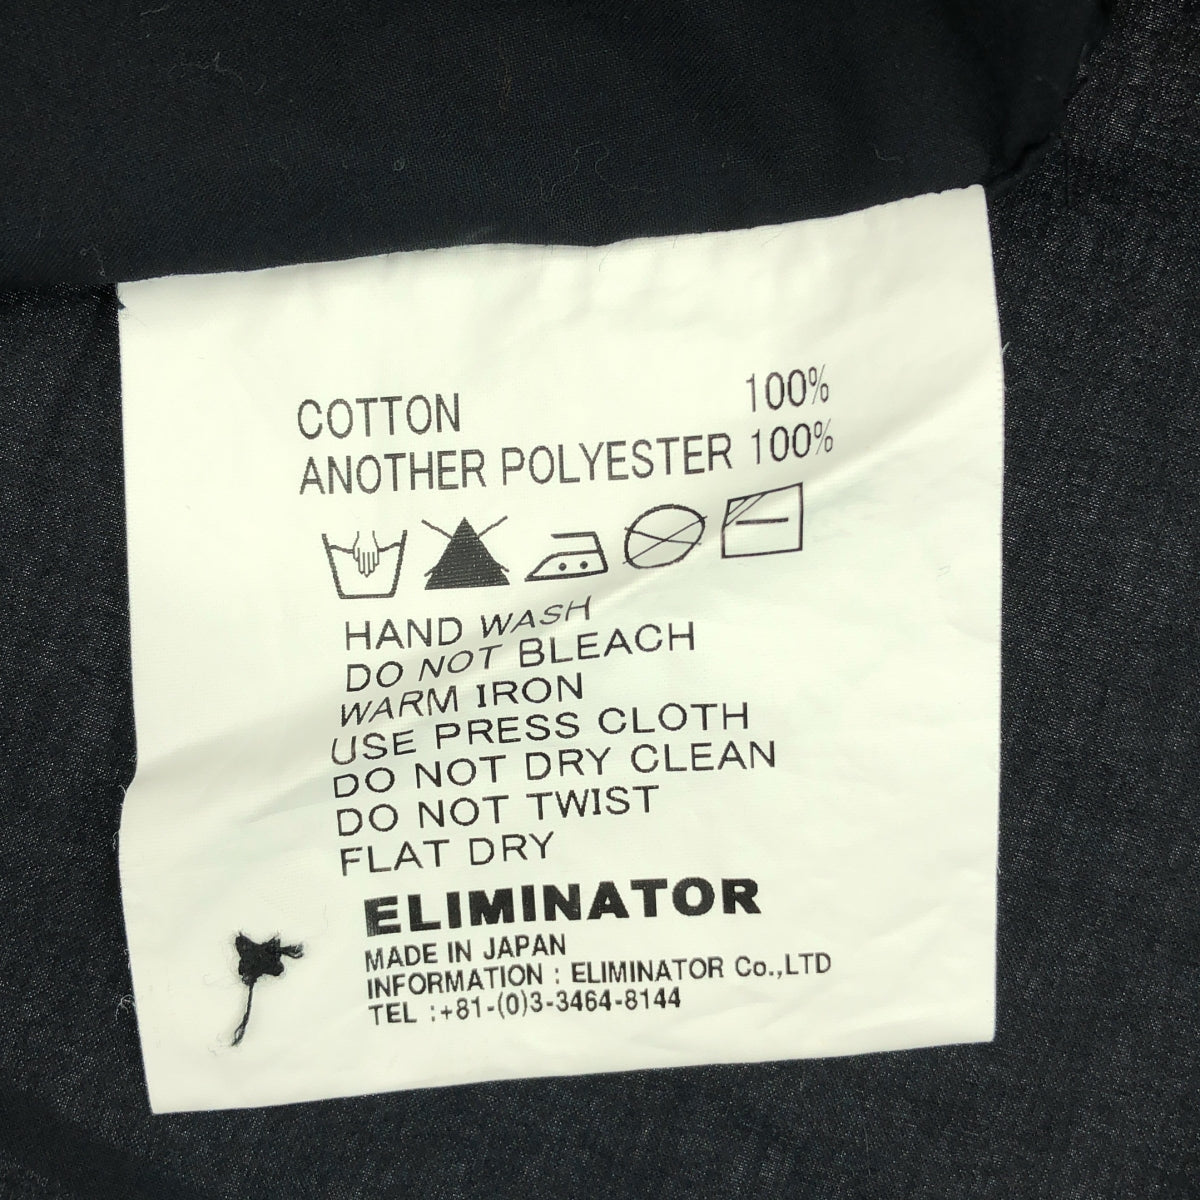 COTTON 100%
ANOTHER POLYESTER 100%
HAND WASH
DO NOT BLEACH
WARM IRON
USE PRESS CLOTH
DO NOT DRY CLEAN
DO NOT TWIST
FLAT DRY
ELIMINATOR
MADE IN JAPAN
INFORMATION : ELIMINATOR Co.,LTD
TEL :+81-(0)3-3464-8144